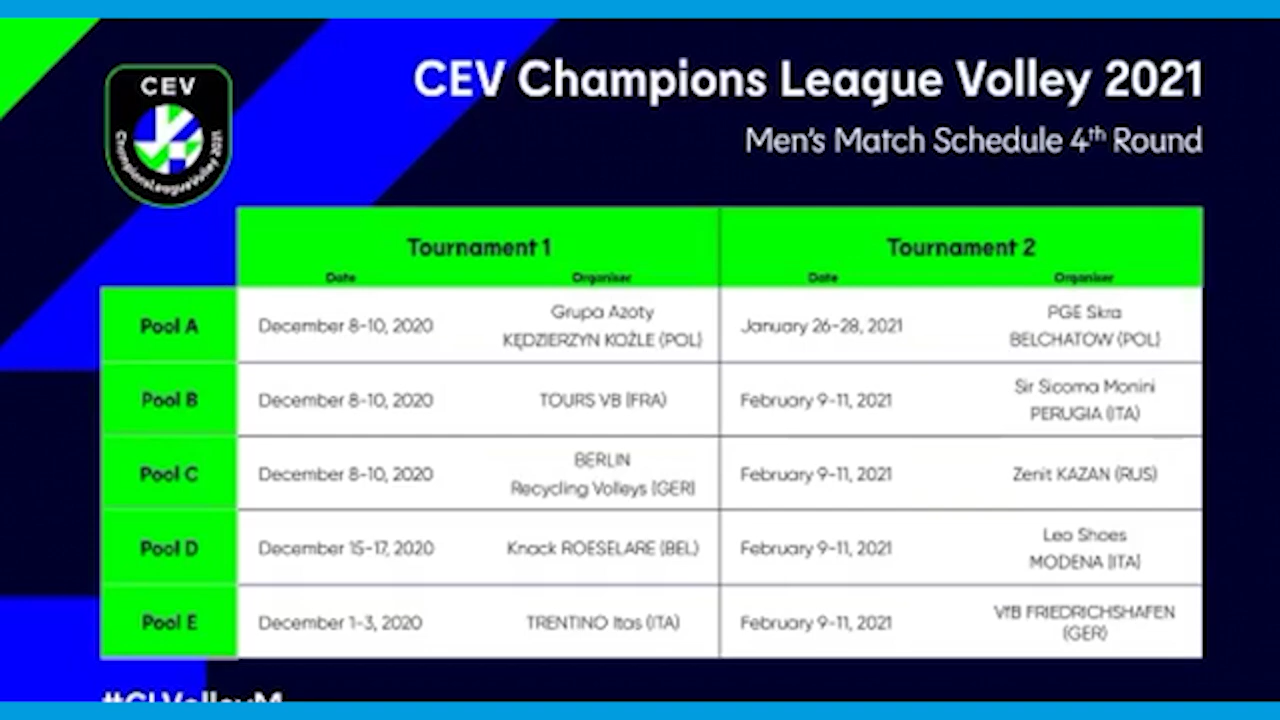 CEV
ChampionsLeagueVolley 2021
CEV Champions League Volley 2021
Men's Match Schedule 4th Round
Tournament 1
Tournament 2
Date
Organiser
Date
Organiser
Pool A
December 8-10, 2020
Grupa Azoty
KĘDZIERZYN KOŹLE (POL)
January 26-28, 2021
PGE Skra
BELCHATOW (POL)
Pool B
December 8-10, 2020
TOURS VB (FRA)
February 9-11, 2021
Sir Sicoma Monini
PERUGIA (ITA)
Pool C
December 8-10, 2020
BERLIN
Recycling Volleys (GER)
February 9-11, 2021
Zenit KAZAN (RUS)
Pool D
December 15-17, 2020
Knack ROESELARE (BEL)
February 9-11, 2021
Leo Shoes
MODENA (ITA)
Pool E
December 1-3, 2020
TRENTINO Itas (ITA)
February 9-11, 2021
VfB FRIEDRICHSHAFEN
(GER)
#CLVolleyM